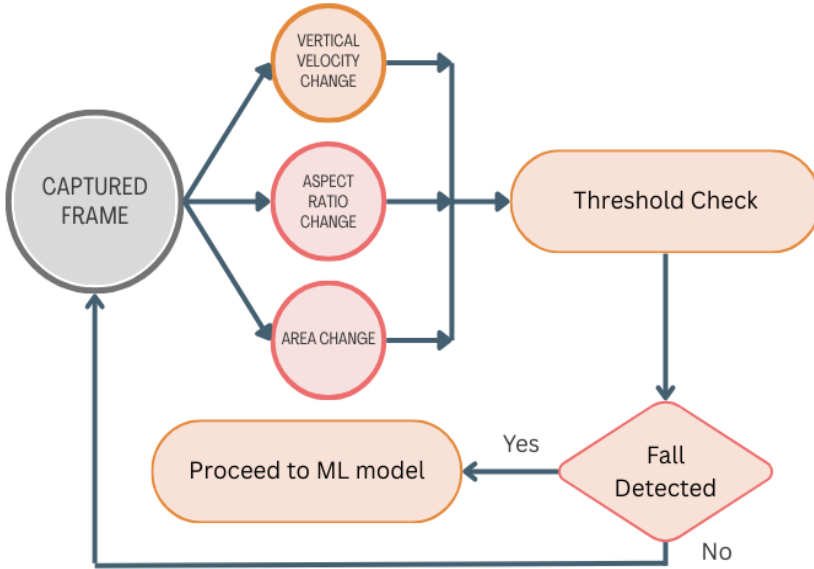 VERTICAL
VELOCITY
CHANGE
CAPTURED
FRAME
ASPECT
RATIO
CHANGE
Threshold Check
AREA CHANGE
Yes
Proceed to ML model
Fall
Detected
No